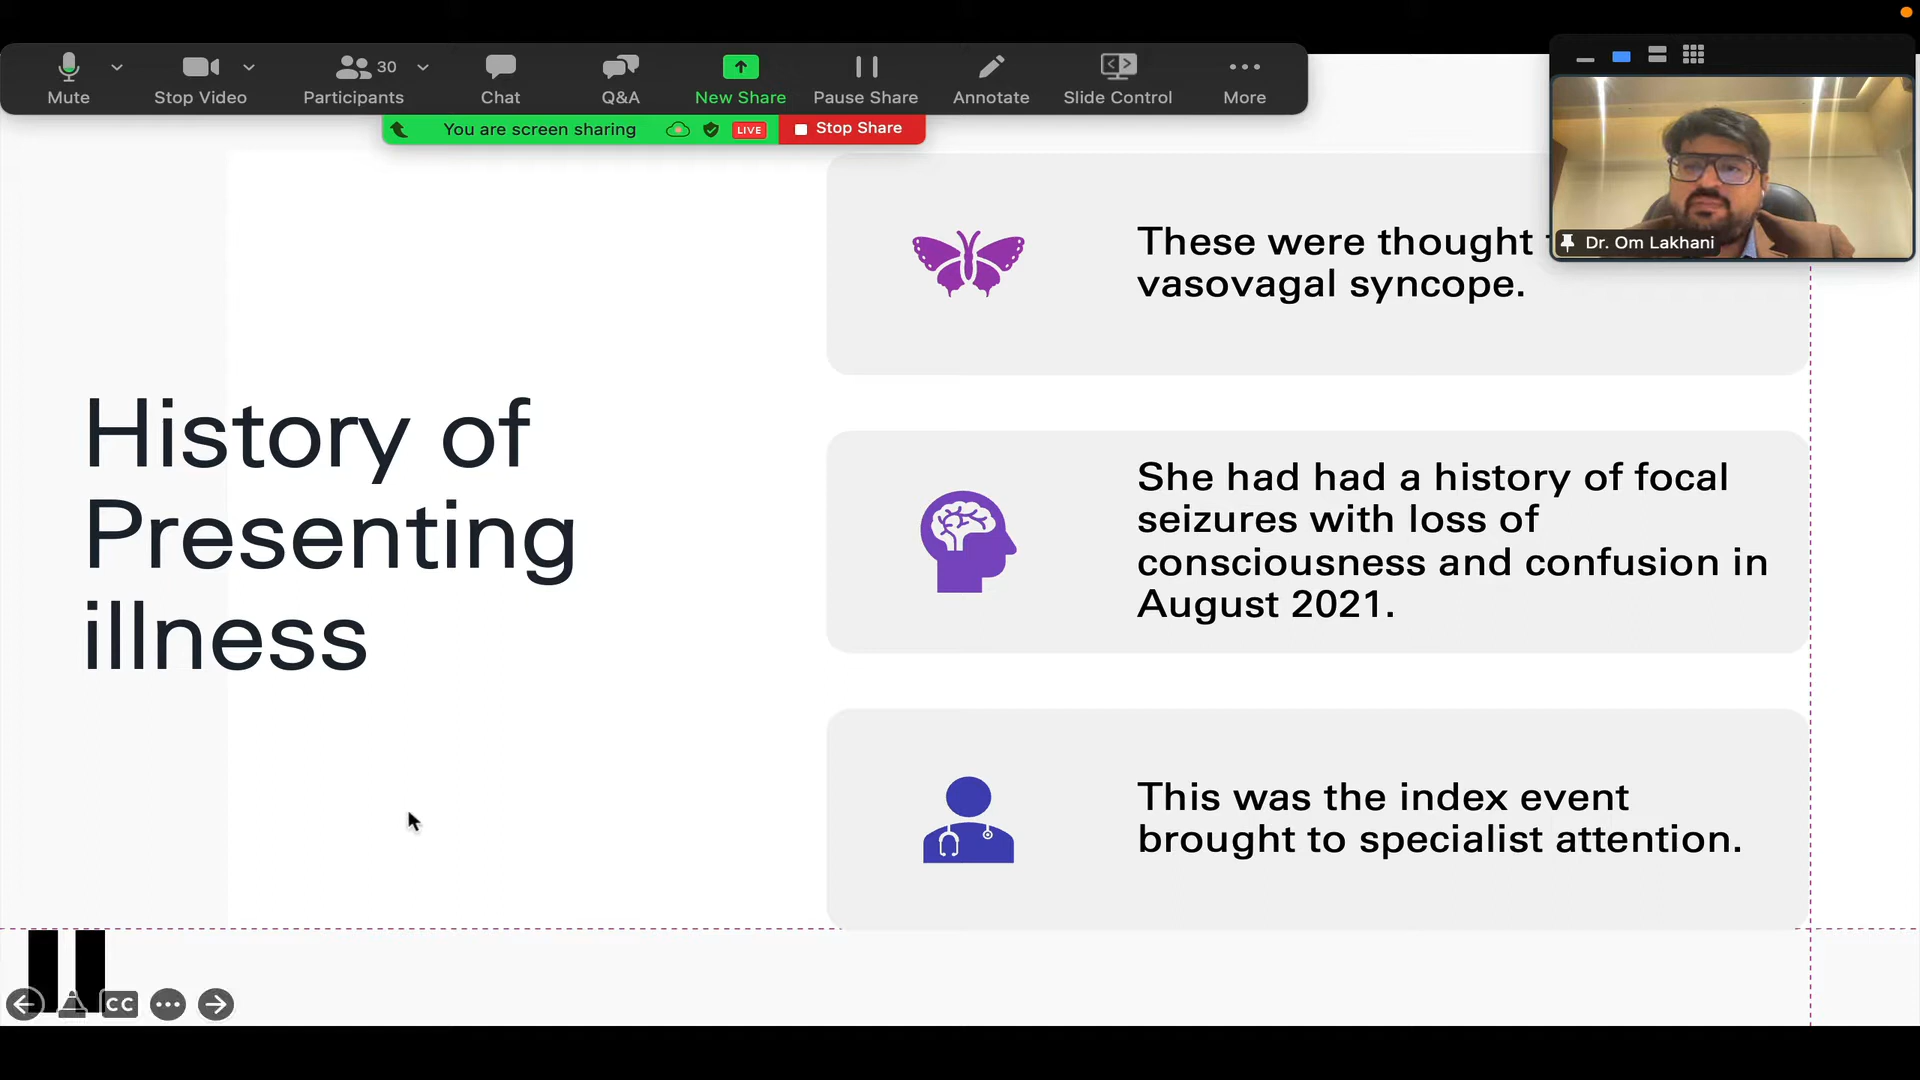 Mute
Stop Video
30
Participants
Chat
Q&A
New Share
Pause Share
Annotate
Slide Control
More
You are screen sharing
LIVE
Stop Share
Dr. Om Lakhani
History of
Presenting
illness
These were thought
vasovagal syncope.
She had had a history of focal
seizures with loss of
consciousness and confusion in
August 2021.
This was the index event
brought to specialist attention.
CC